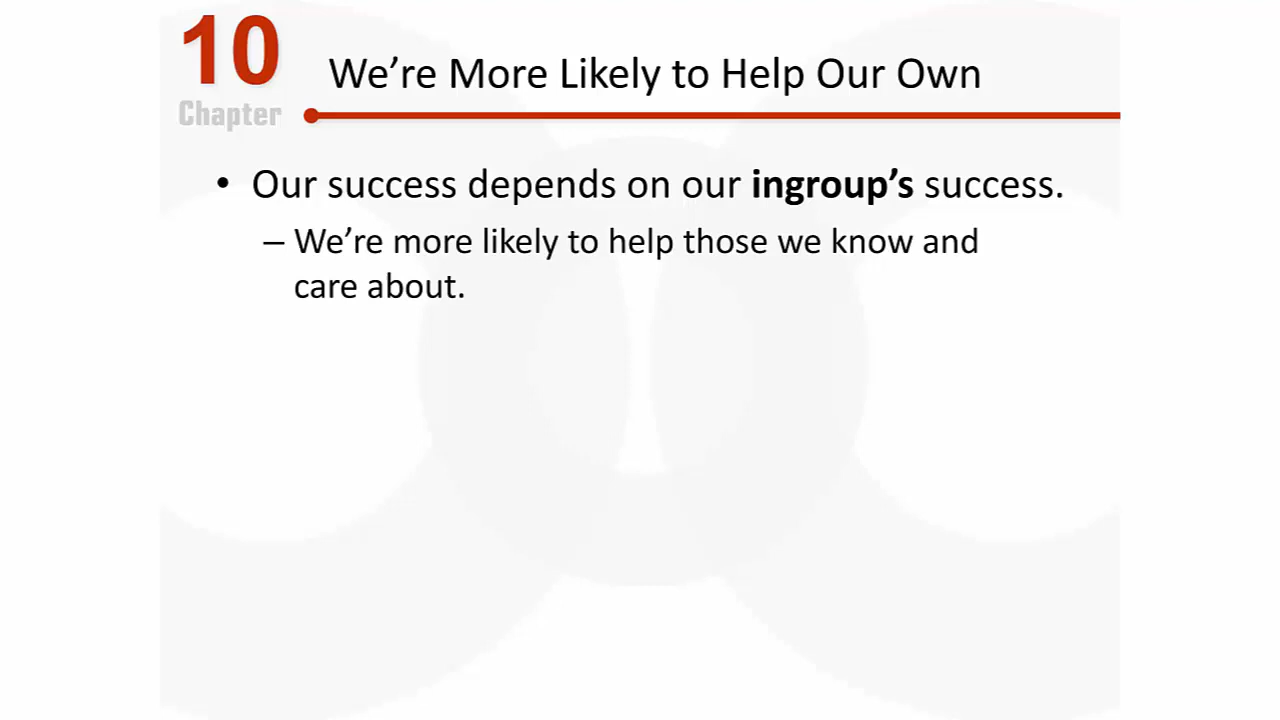 10
Chapter
We’re More Likely to Help Our Own
• Our success depends on our ingroup’s success.
– We’re more likely to help those we know and
care about.